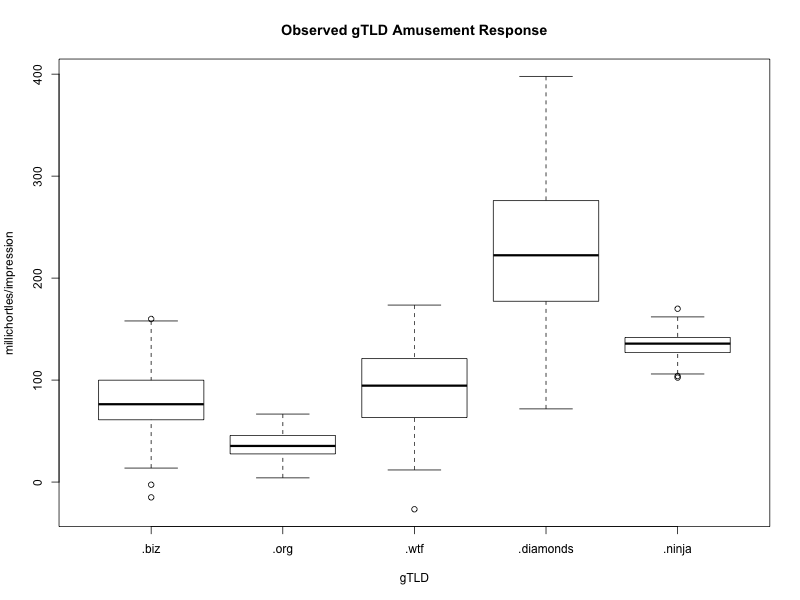 Observed gTLD Amusement Response
millichortles/impression
400
300
200
100
0
.biz .org .wtf .diamonds .ninja
gTLD